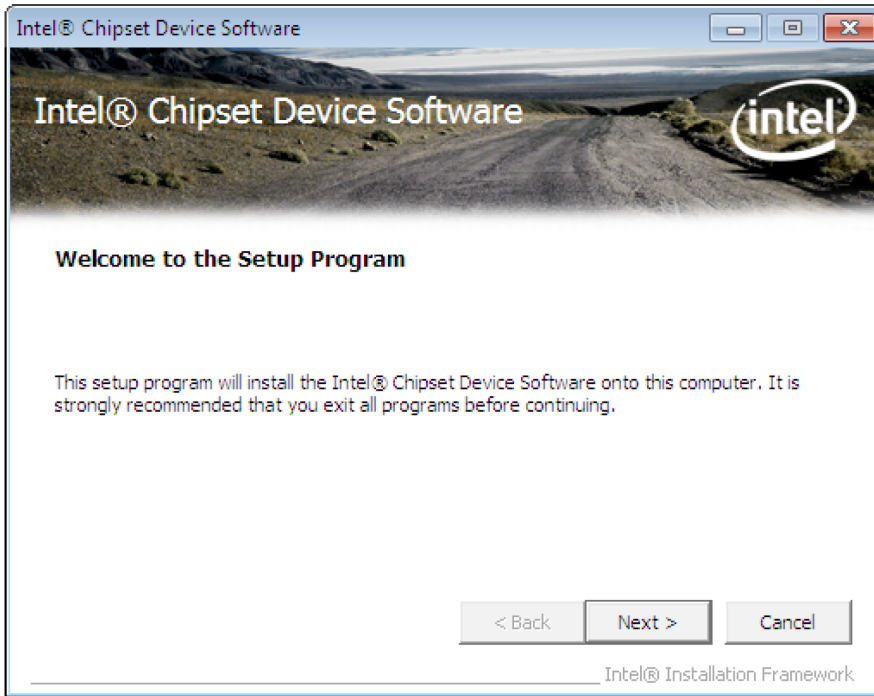 Intel® Chipset Device Software
Intel® Chipset Device Software
intel
Welcome to the Setup Program
This setup program will install the Intel® Chipset Device Software onto this computer. It is
strongly recommended that you exit all programs before continuing.
< Back
Next >
Cancel
Intel® Installation Framework